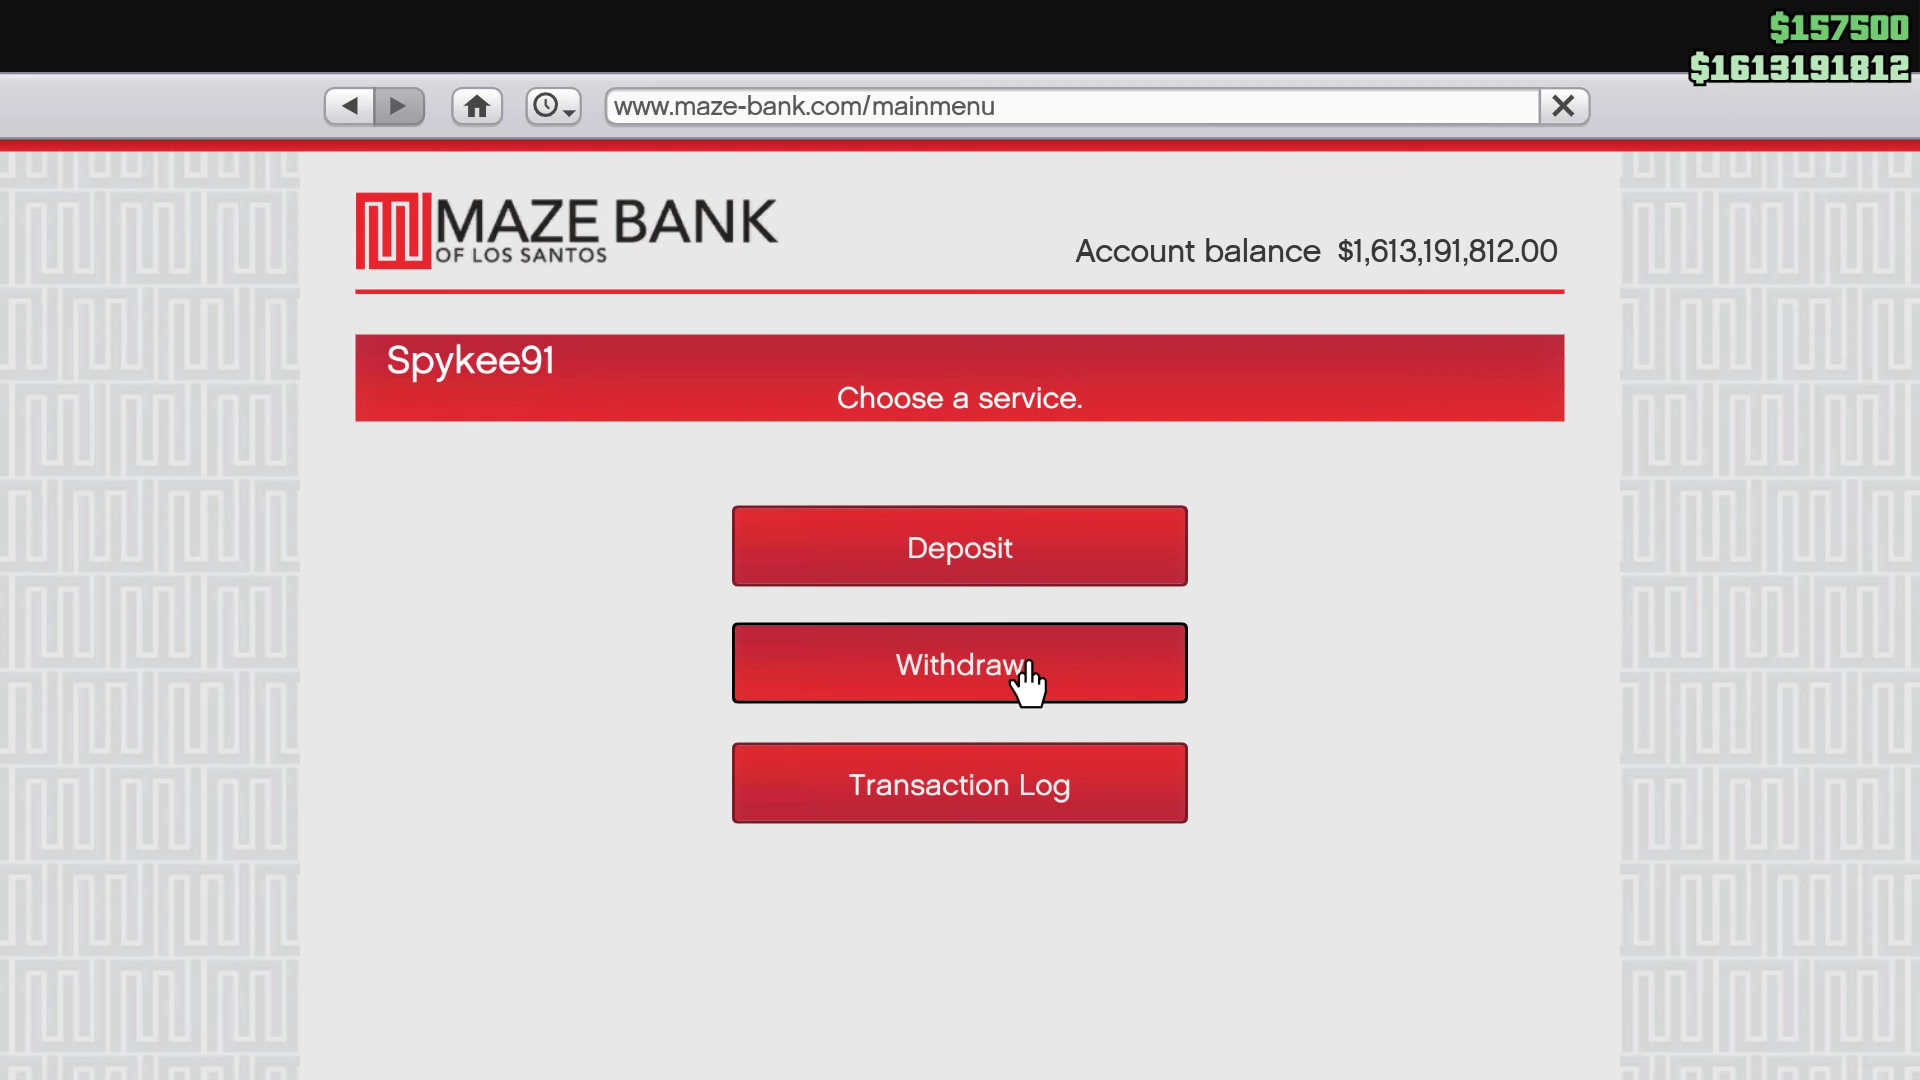 $157500
$1613191812
www.maze-bank.com/mainmenu
MAZE BANK
OF LOS SANTOS
Account balance $1,613,191,812.00
Spykee91
Choose a service.
Deposit
Withdraw
Transaction Log